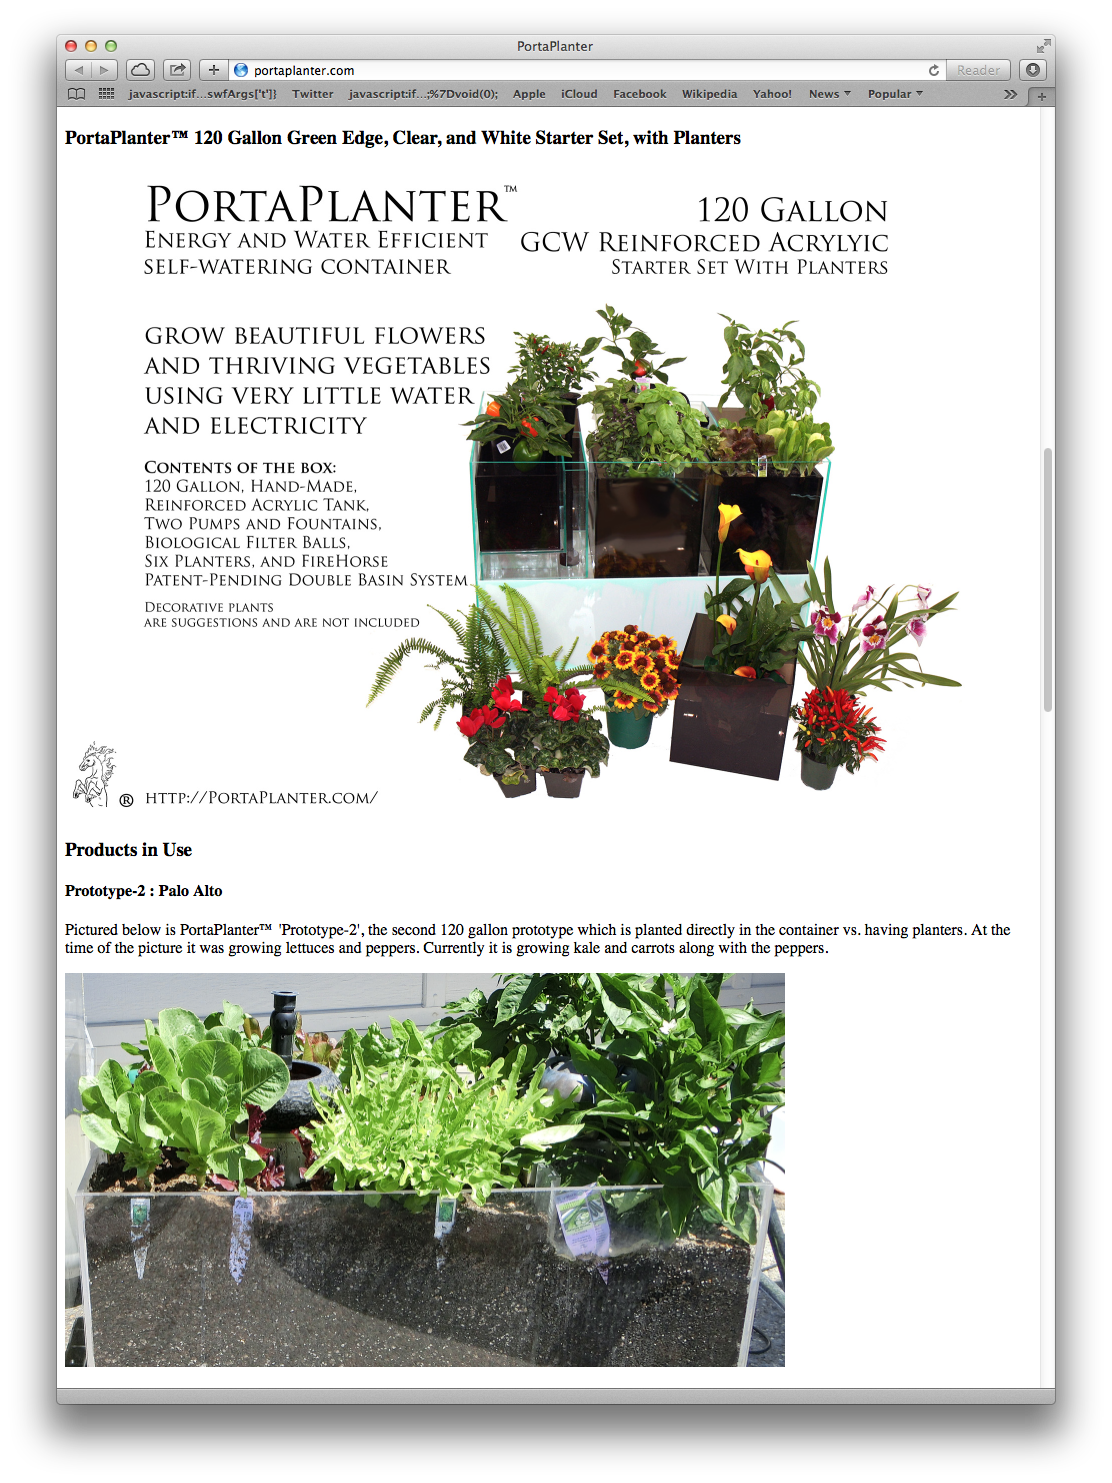 PortaPlanter
portaplanter.com
Reader
javascript:if...swfArgs['t']} Twitter javascript:if...;%7Dvoid(0); Apple iCloud Facebook Wikipedia Yahoo! News Popular
PortaPlanter™ 120 Gallon Green Edge, Clear, and White Starter Set, with Planters
PORTAPLANTER™
ENERGY AND WATER EFFICIENT
SELF-WATERING CONTAINER
120 GALLON
GCW REINFORCED ACRYLYIC
STARTER SET WITH PLANTERS
GROW BEAUTIFUL FLOWERS
AND THRIVING VEGETABLES
USING VERY LITTLE WATER
AND ELECTRICITY
CONTENTS OF THE BOX:
120 GALLON, HAND-MADE,
REINFORCED ACRYLIC TANK,
TWO PUMPS AND FOUNTAINS,
BIOLOGICAL FILTER BALLS,
SIX PLANTERS, AND FIREHORSE
PATENT-PENDING DOUBLE BASIN SYSTEM
DECORATIVE PLANTS
ARE SUGGESTIONS AND ARE NOT INCLUDED
® HTTP://PORTAPLANTER.COM/
Products in Use
Prototype-2 : Palo Alto
Pictured below is PortaPlanter™ 'Prototype-2', the second 120 gallon prototype which is planted directly in the container vs. having planters. At the
time of the picture it was growing lettuces and peppers. Currently it is growing kale and carrots along with the peppers.